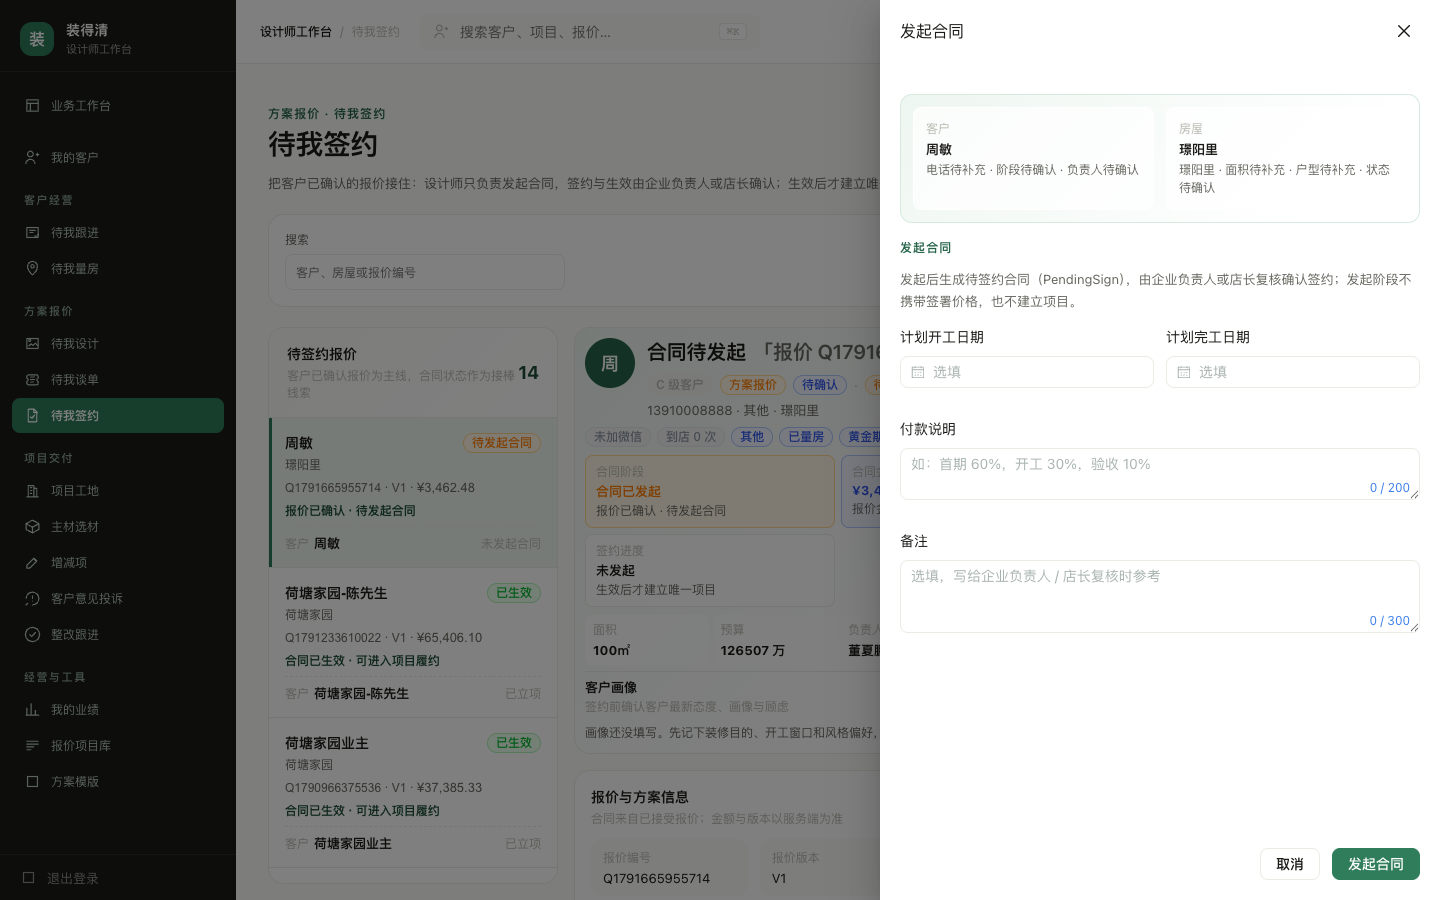 装
装得清
设计师工作台
业务工作台
我的客户
客户经营
待我跟进
待我量房
方案报价
待我设计
待我谈单
待我签约
项目交付
项目工地
主材选材
增减项
客户意见投诉
整改跟进
经营与工具
我的业绩
报价项目库
方案模版
退出登录
设计师工作台 / 待我签约
搜索客户、项目、报价...
⌘K
方案报价 · 待我签约
待我签约
把客户已确认的报价接住：设计师只负责发起合同，签约与生效由企业负责人或店长确认；生效后才建立唯
搜索
客户、房屋或报价编号
待签约报价
客户已确认报价为主线，合同状态作为接棒线索
14
周敏
待发起合同
璟阳里
Q1791665955714 · V1 · ¥3,462.48
报价已确认 · 待发起合同
客户 周敏
未发起合同
荷塘家园-陈先生
已生效
荷塘家园
Q1791233610022 · V1 · ¥65,406.10
合同已生效 · 可进入项目履约
客户 荷塘家园-陈先生
已立项
荷塘家园业主
已生效
荷塘家园
Q1790966375536 · V1 · ¥37,385.33
合同已生效 · 可进入项目履约
客户 荷塘家园业主
已立项
周
合同待发起 「报价 Q17916
C 级客户
方案报价
待确认
·
13910008888 · 其他 · 璟阳里
未加微信
到店 0 次
其他
已量房
黄金期
合同阶段
合同已发起
报价已确认 · 待发起合同
合同金
¥3,4
报价金
签约进度
未发起
生效后才建立唯一项目
面积
100㎡
预算
126507 万
负责人
董夏鹏
客户画像
签约前确认客户最新态度、画像与顾虑
画像还没填写。先记下装修目的、开工窗口和风格偏好，
报价与方案信息
合同来自已接受报价；金额与版本以服务端为准
报价编号
Q1791665955714
报价版本
V1
发起合同
客户
周敏
电话待补充 · 阶段待确认 · 负责人待确认
房屋
璟阳里
璟阳里 · 面积待补充 · 户型待补充 · 状态
待确认
发起合同
发起后生成待签约合同（PendingSign），由企业负责人或店长复核确认签约；发起阶段不
携带签署价格，也不建立项目。
计划开工日期
选填
计划完工日期
选填
付款说明
如：首期 60%，开工 30%，验收 10%
0 / 200
备注
选填，写给企业负责人 / 店长复核时参考
0 / 300
取消
发起合同